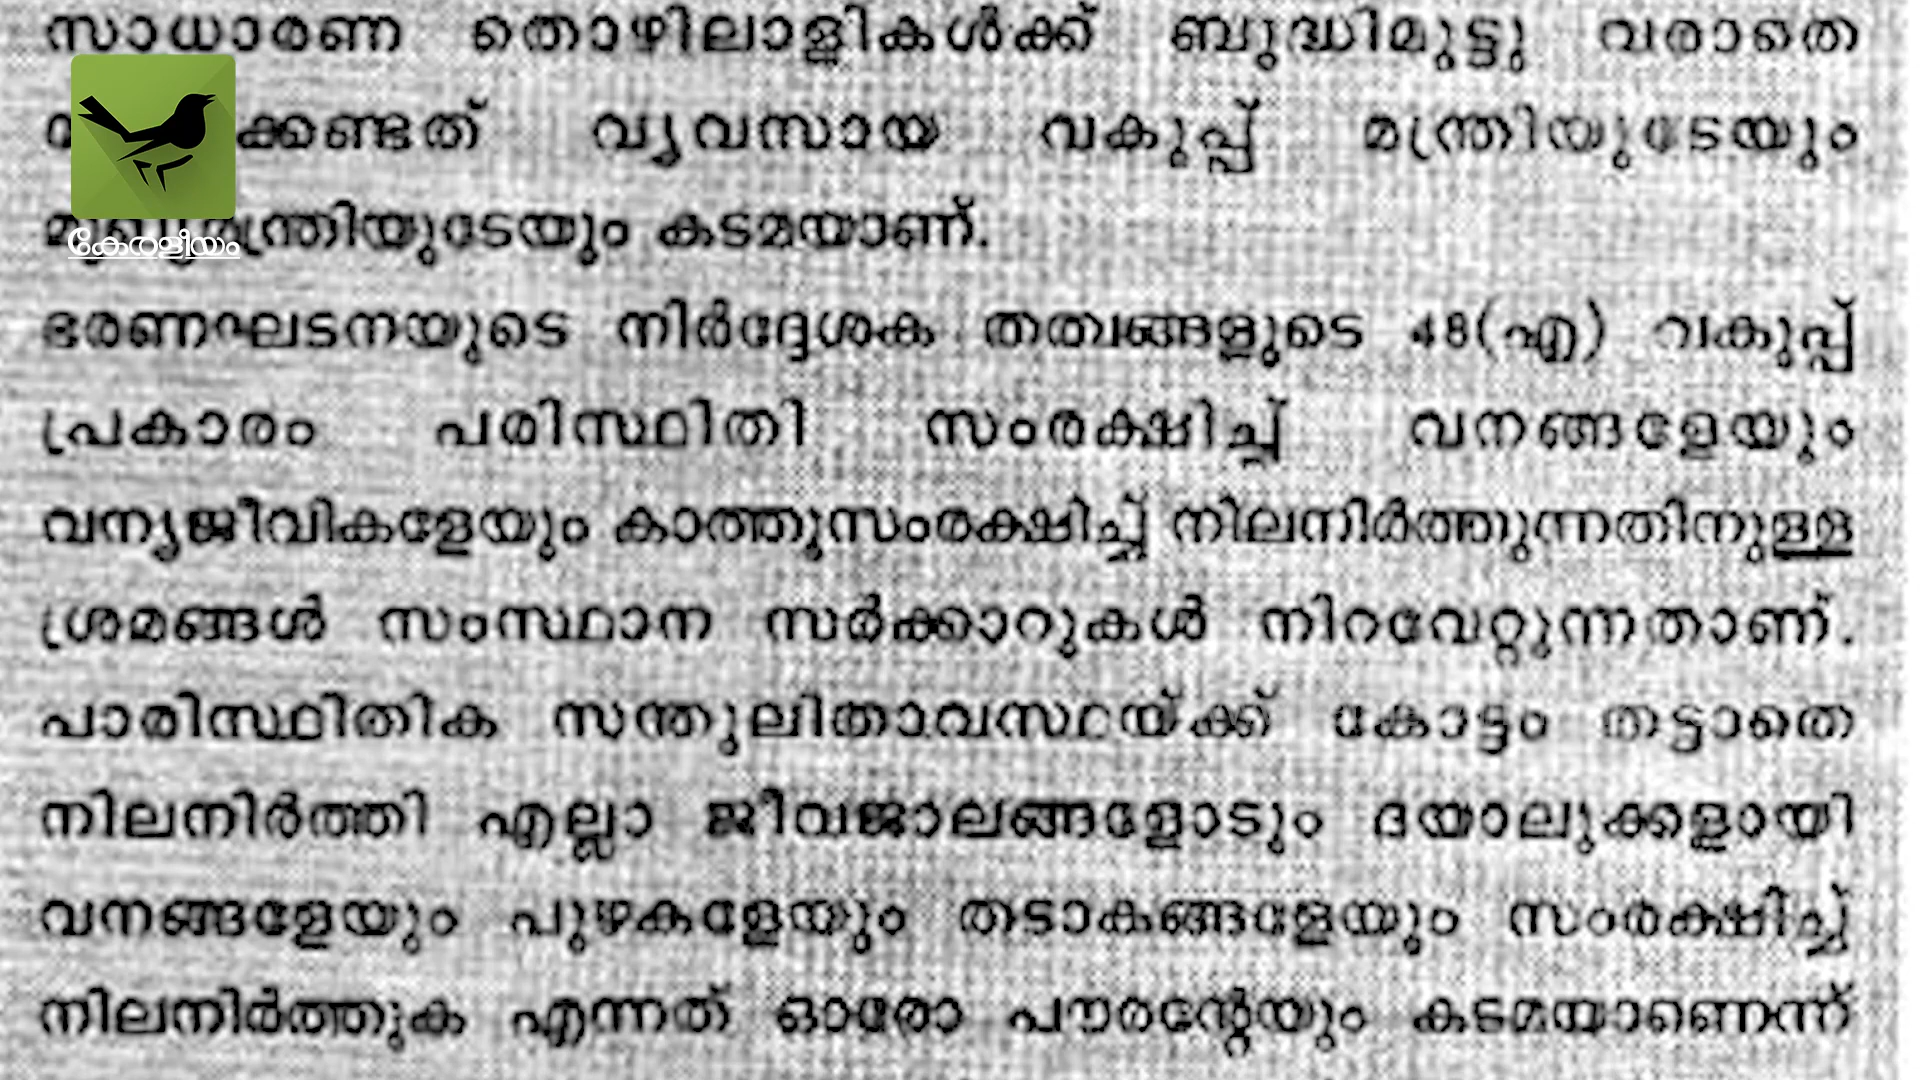 സാധാരണ തൊഴിലാളികൾക്ക് ബുദ്ധിമുട്ടു വരാതെ
വ്യവസായ വകുപ്പ് മന്ത്രിയുടേയും
കടമയാണ്.
കേരളീയം
ഭരണഘടനയുടെ നിർദ്ദേശക തത്വങ്ങളുടെ 48(എ) വകുപ്പ്
പ്രകാരം പരിസ്ഥിതി സംരക്ഷിച്ച് വനങ്ങളേയും
വന്യജീവികളേയും കാത്തുസംരക്ഷിച്ച് നിലനിർത്തുന്നതിനുള്ള
ശ്രമങ്ങൾ സംസ്ഥാന സർക്കാറുകൾ നിറവേറ്റുന്നതാണ്.
പാരിസ്ഥിതിക സന്തുലിതാവസ്ഥയ്ക്ക് കോട്ടം തട്ടാതെ
നിലനിർത്തി എല്ലാ ജീവജാലങ്ങളോടും ദയാലുക്കളായി
വനങ്ങളേയും പുഴകളേയും തടാകങ്ങളേയും സംരക്ഷിച്ച്
നിലനിർത്തുക എന്നത് ഓരോ പൗരന്റേയും കടമയാണെന്ന്